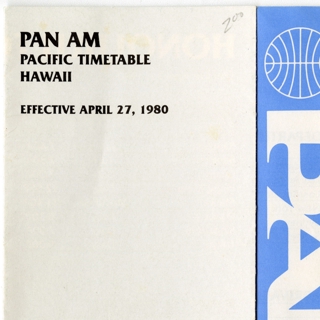 PAN AM
PACIFIC TIMETABLE
HAWAII
EFFECTIVE APRIL 27, 1980